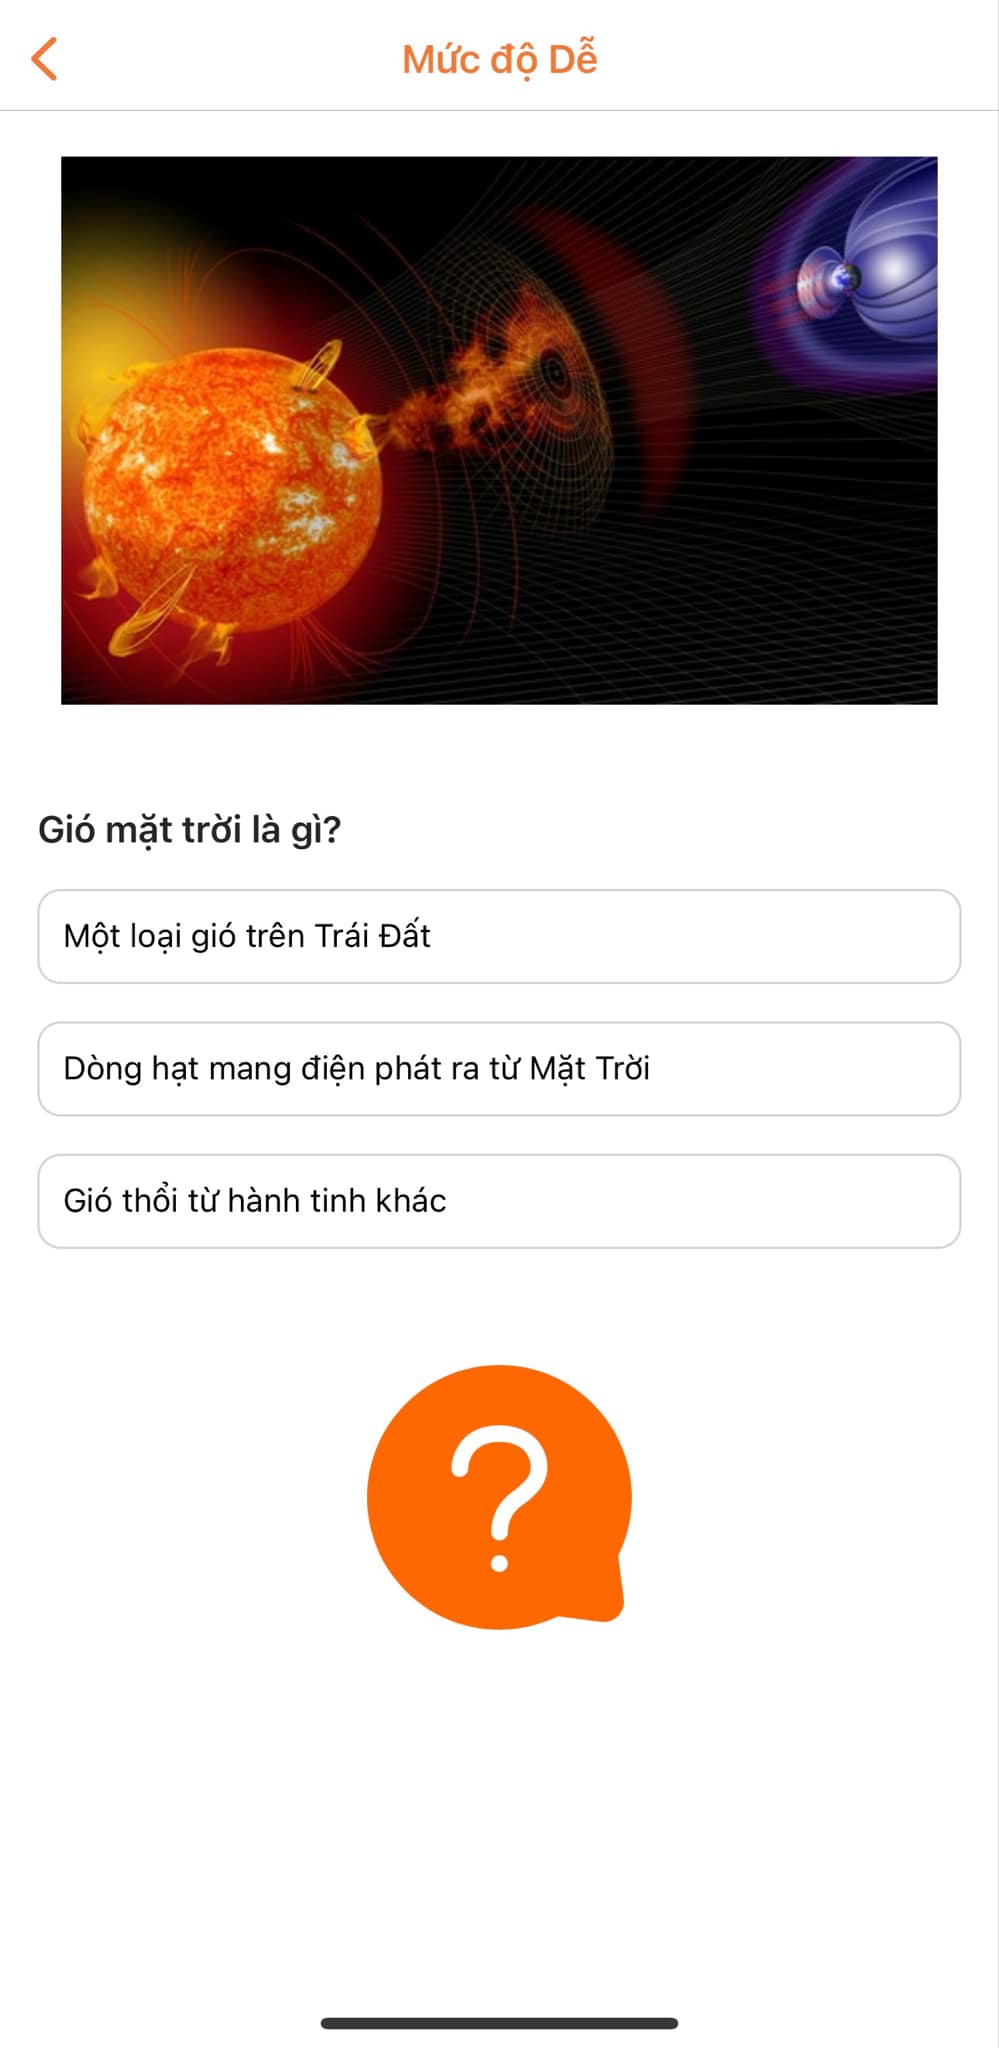 Mức độ Dễ
Gió mặt trời là gì?
Một loại gió trên Trái Đất
Dòng hạt mang điện phát ra từ Mặt Trời
Gió thổi từ hành tinh khác
?